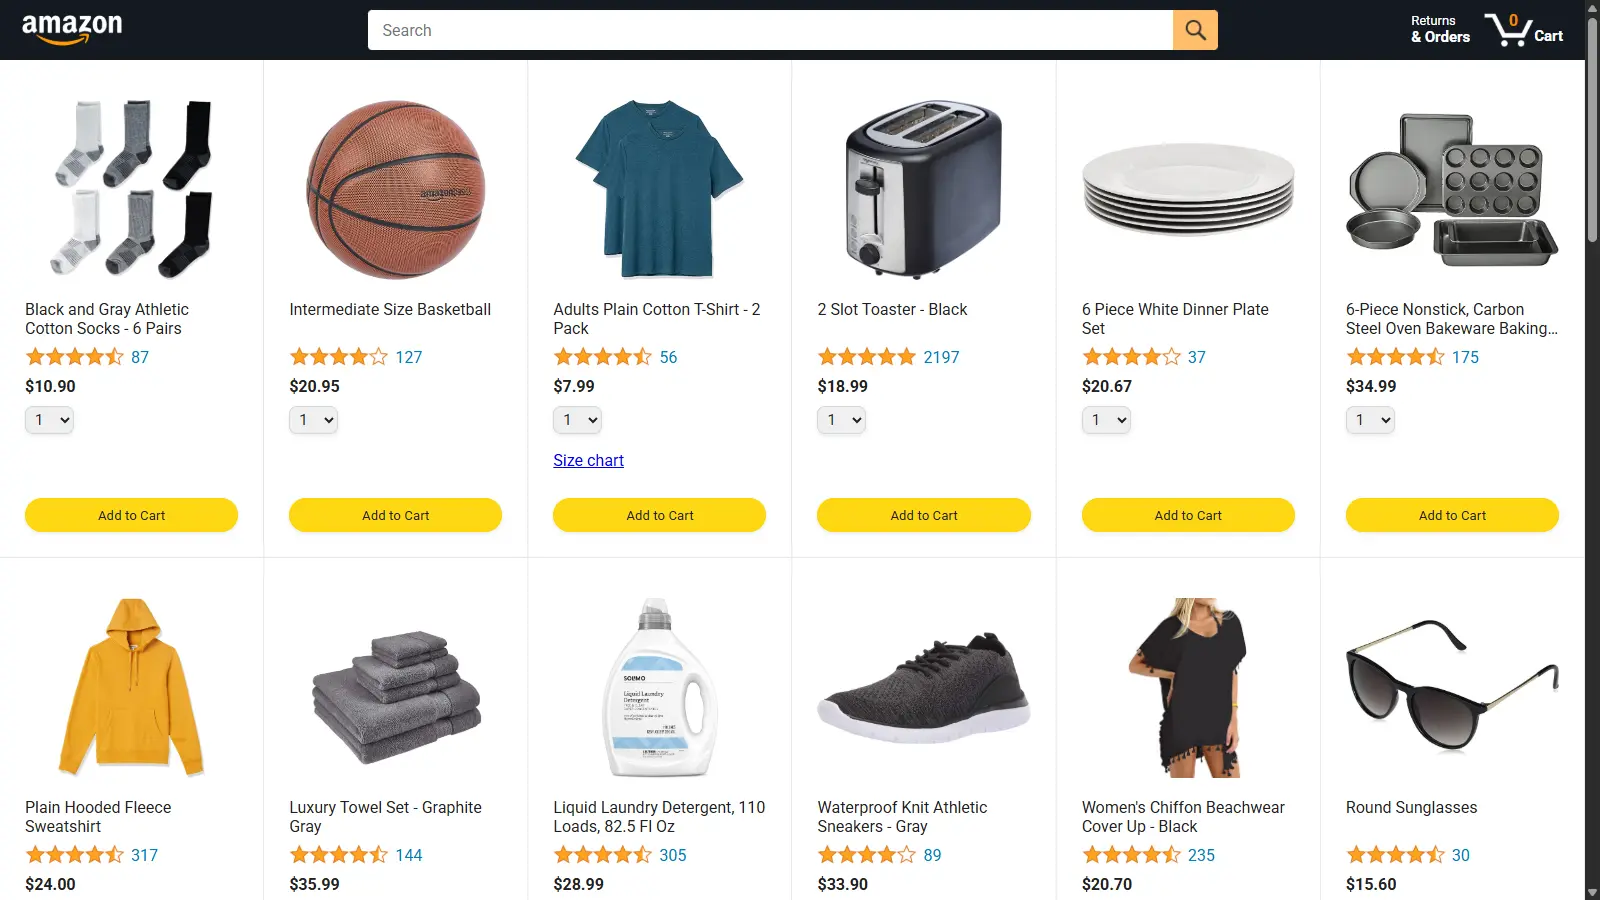 amazon
Search
Returns
& Orders
0
Cart
Black and Gray Athletic
Cotton Socks - 6 Pairs
87
$10.90
1
Add to Cart
Intermediate Size Basketball
127
$20.95
1
Add to Cart
Adults Plain Cotton T-Shirt - 2
Pack
56
$7.99
1
Size chart
Add to Cart
2 Slot Toaster - Black
2197
$18.99
1
Add to Cart
6 Piece White Dinner Plate
Set
37
$20.67
1
Add to Cart
6-Piece Nonstick, Carbon
Steel Oven Bakeware Baking...
175
$34.99
1
Add to Cart
Plain Hooded Fleece
Sweatshirt
317
$24.00
Luxury Towel Set - Graphite
Gray
144
$35.99
SOLIMO
Liquid Laundry
Detergent
Liquid Laundry Detergent, 110
Loads, 82.5 Fl Oz
305
$28.99
Waterproof Knit Athletic
Sneakers - Gray
89
$33.90
Women's Chiffon Beachwear
Cover Up - Black
235
$20.70
Round Sunglasses
30
$15.60